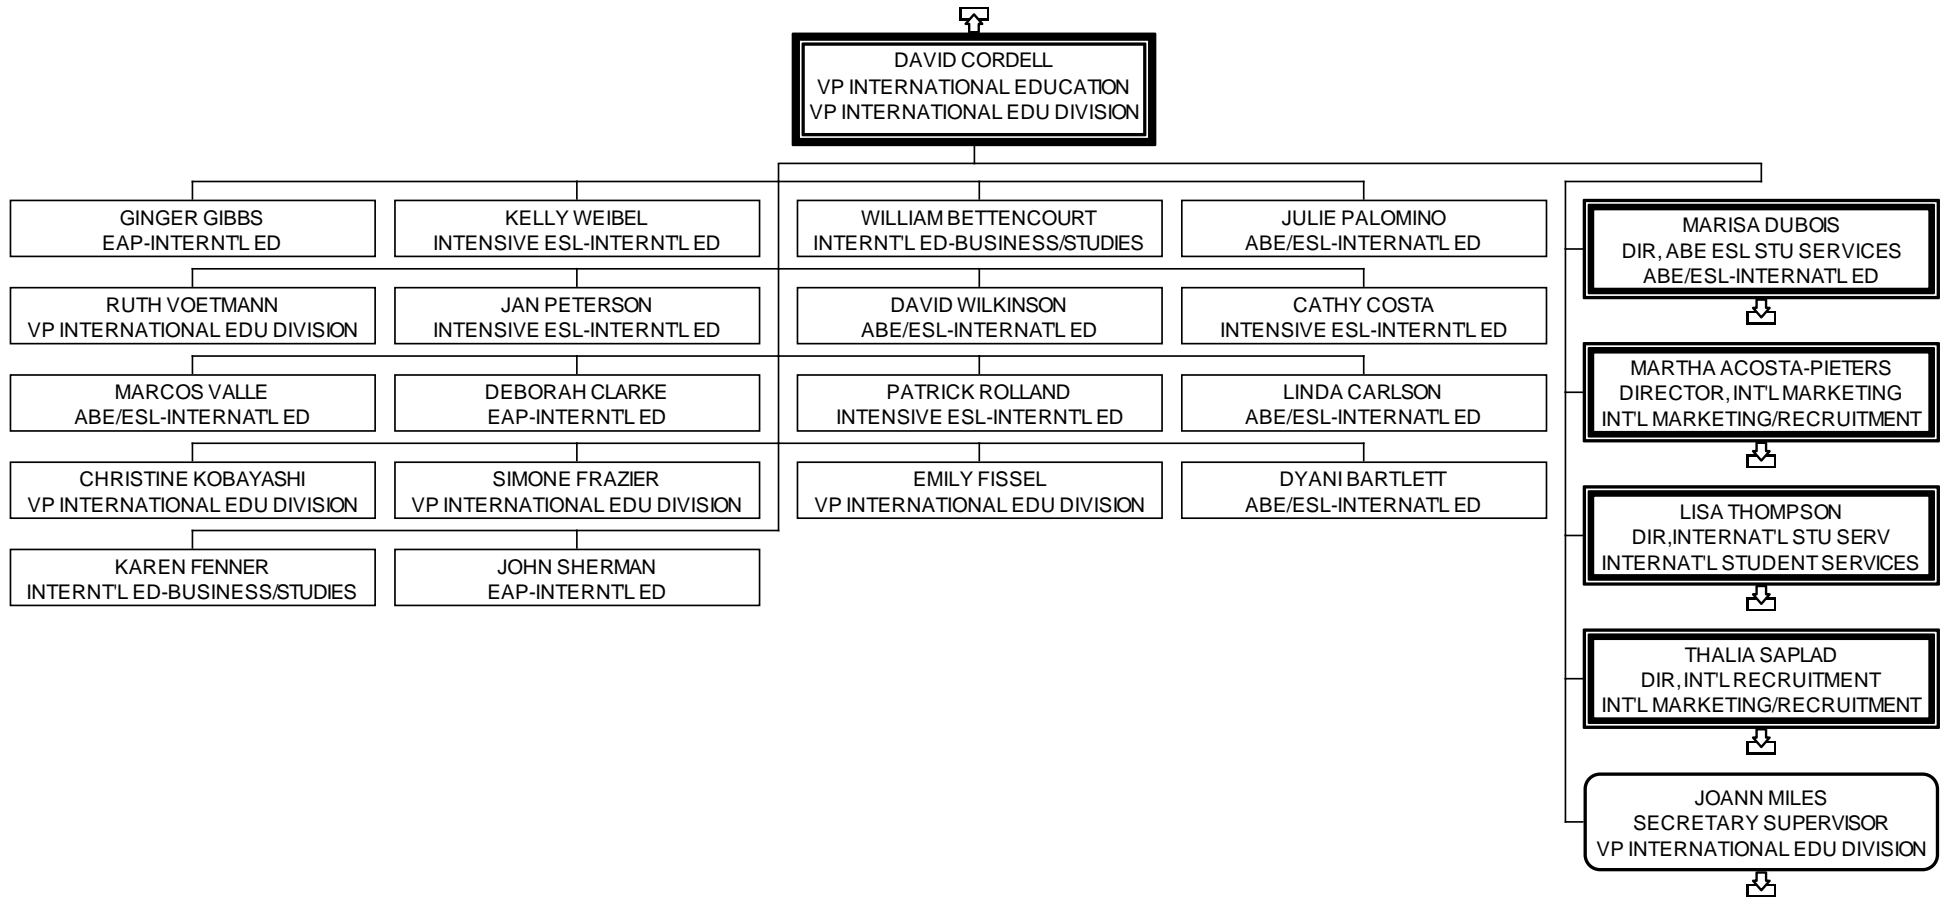 DAVID CORDELL
VP INTERNATIONAL EDUCATION
VP INTERNATIONAL EDU DIVISION
GINGER GIBBS
EAP-INTERNT'L ED
KELLY WEIBEL
INTENSIVE ESL-INTERNT'L ED
WILLIAM BETTENCOURT
INTERNT'L ED-BUSINESS/STUDIES
JULIE PALOMINO
ABE/ESL-INTERNAT'L ED
RUTH VOETMANN
VP INTERNATIONAL EDU DIVISION
JAN PETERSON
INTENSIVE ESL-INTERNT'L ED
DAVID WILKINSON
ABE/ESL-INTERNAT'L ED
CATHY COSTA
INTENSIVE ESL-INTERNT'L ED
MARCOS VALLE
ABE/ESL-INTERNAT'L ED
DEBORAH CLARKE
EAP-INTERNT'L ED
PATRICK ROLLAND
INTENSIVE ESL-INTERNT'L ED
LINDA CARLSON
ABE/ESL-INTERNAT'L ED
CHRISTINE KOBAYASHI
VP INTERNATIONAL EDU DIVISION
SIMONE FRAZIER
VP INTERNATIONAL EDU DIVISION
EMILY FISSEL
VP INTERNATIONAL EDU DIVISION
DYANI BARTLETT
ABE/ESL-INTERNAT'L ED
KAREN FENNER
INTERNT'L ED-BUSINESS/STUDIES
JOHN SHERMAN
EAP-INTERNT'L ED
MARISA DUBOIS
DIR, ABE ESL STU SERVICES
ABE/ESL-INTERNAT'L ED
MARTHA ACOSTA-PIETERS
DIRECTOR, INT'L MARKETING
INT'L MARKETING/RECRUITMENT
LISA THOMPSON
DIR,INTERNAT'L STU SERV
INTERNAT'L STUDENT SERVICES
THALIA SAPLAD
DIR, INT'L RECRUITMENT
INT'L MARKETING/RECRUITMENT
JOANN MILES
SECRETARY SUPERVISOR
VP INTERNATIONAL EDU DIVISION